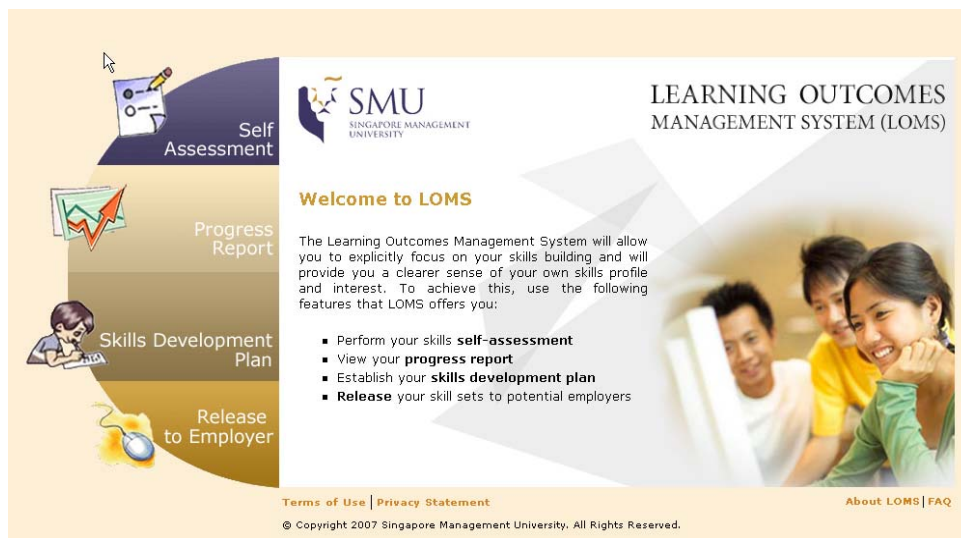 Self
Assessment
Progress
Report
Skills Development
Plan
Release
to Employer
SMU
SINGAPORE MANAGEMENT
UNIVERSITY
LEARNING OUTCOMES
MANAGEMENT SYSTEM (LOMS)
Welcome to LOMS
The Learning Outcomes Management System will allow
you to explicitly focus on your skills building and will
provide you a clearer sense of your own skills profile
and interest. To achieve this, use the following
features that LOMS offers you:
▪ Perform your skills self-assessment
▪ View your progress report
▪ Establish your skills development plan
▪ Release your skill sets to potential employers
Terms of Use | Privacy Statement
About LOMS | FAQ
© Copyright 2007 Singapore Management University. All Rights Reserved.